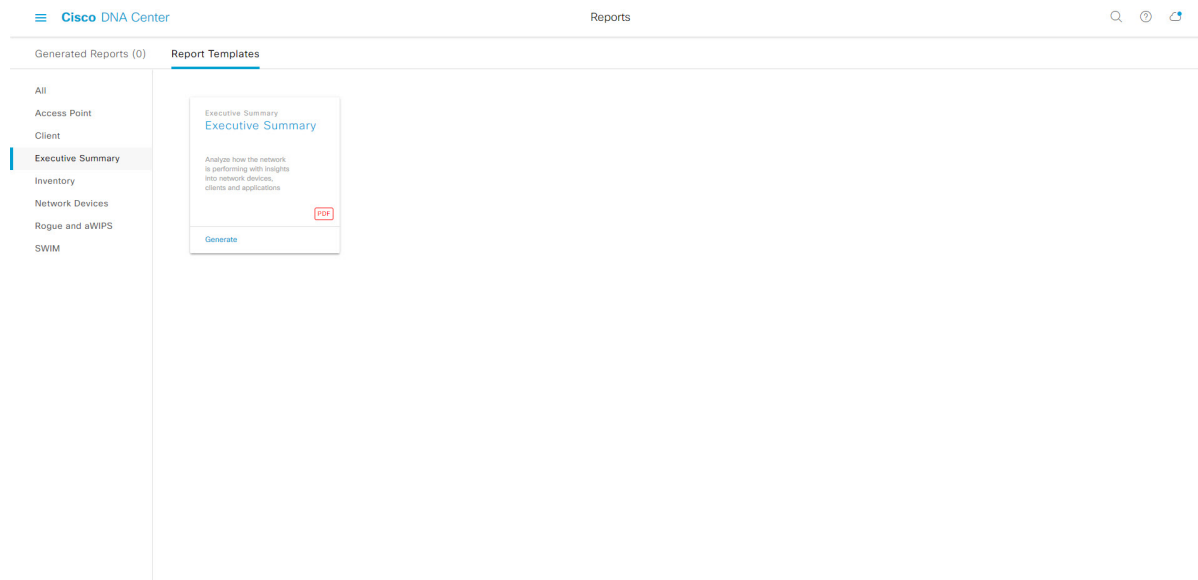 Cisco DNA Center
Reports
Generated Reports (0)
Report Templates
All
Access Point
Client
Executive Summary
Inventory
Network Devices
Rogue and aWIPS
SWIM
Executive Summary
Executive Summary
Analyze how the network
is performing with insights
into network devices,
clients and applications
PDF
Generate